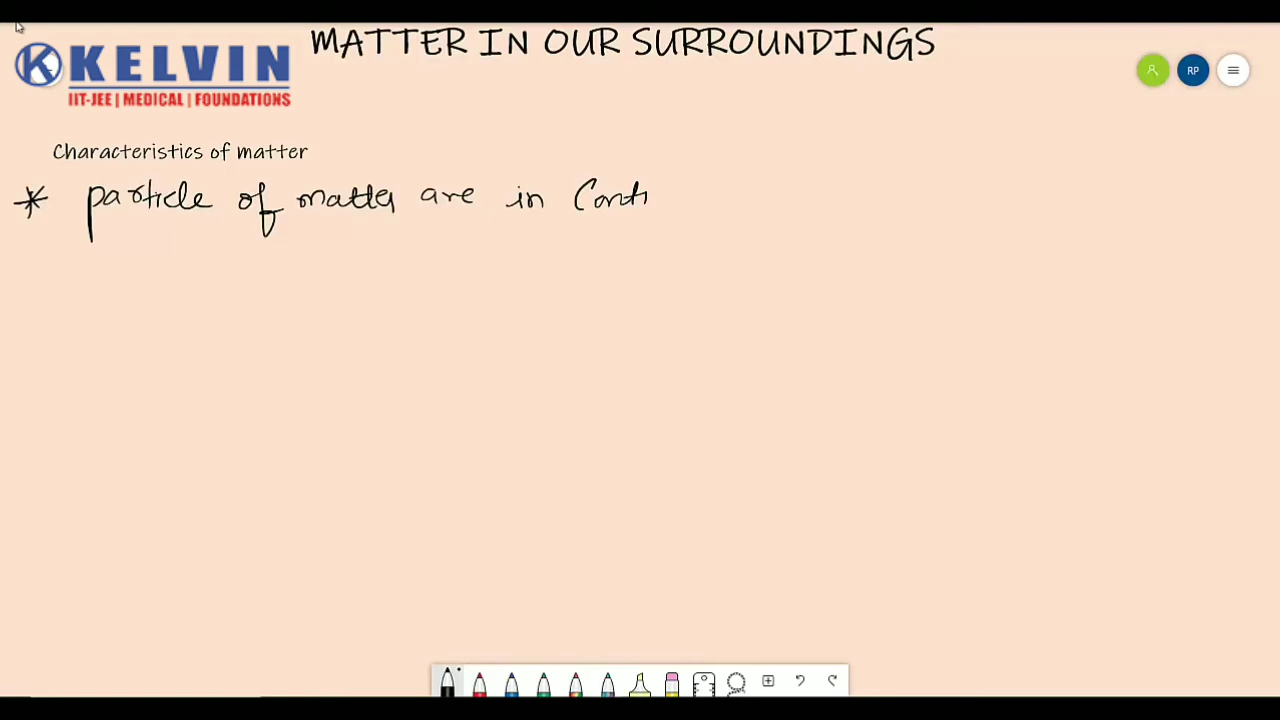 MATTER IN OUR SURROUNDINGS
KELVIN
IIT-JEE | MEDICAL | FOUNDATIONS
RP
Characteristics of matter
* particle of matter are in Conti